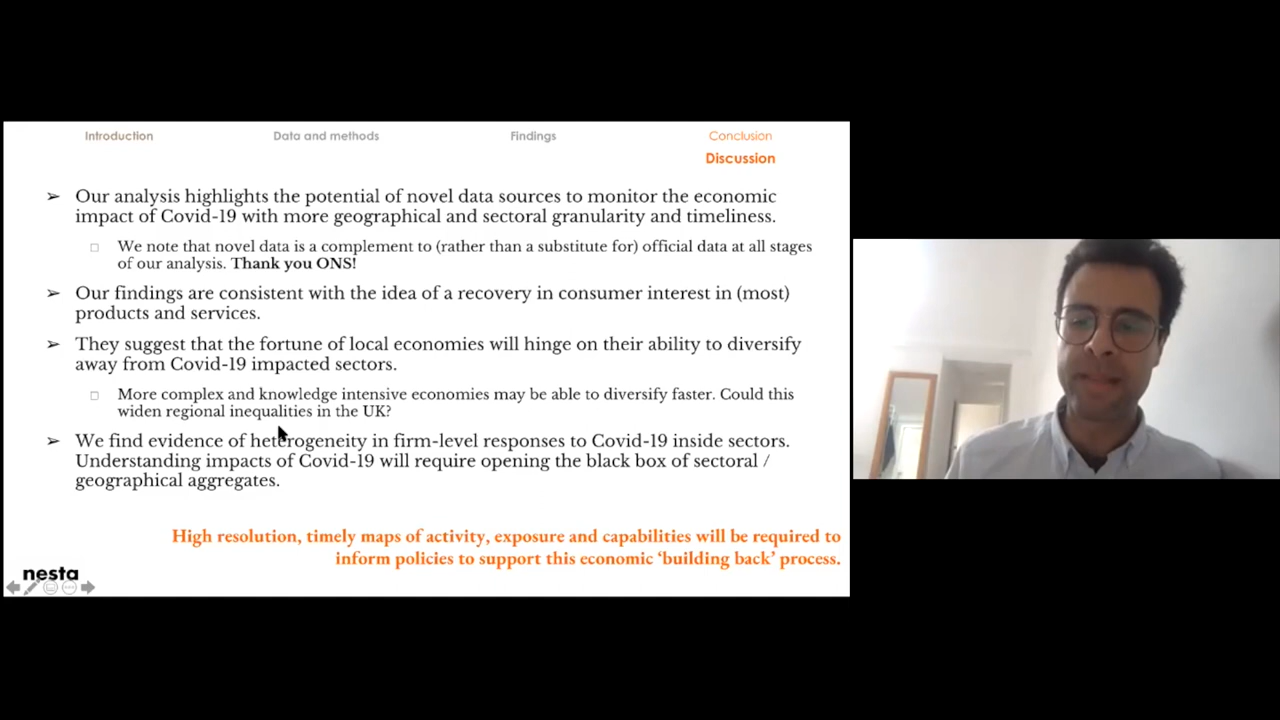 Introduction Data and methods Findings Conclusion
Discussion
➢ Our analysis highlights the potential of novel data sources to monitor the economic
impact of Covid-19 with more geographical and sectoral granularity and timeliness.
□ We note that novel data is a complement to (rather than a substitute for) official data at all stages
of our analysis. Thank you ONS!
➢ Our findings are consistent with the idea of a recovery in consumer interest in (most)
products and services.
➢ They suggest that the fortune of local economies will hinge on their ability to diversify
away from Covid-19 impacted sectors.
□ More complex and knowledge intensive economies may be able to diversify faster. Could this
widen regional inequalities in the UK?
➢ We find evidence of heterogeneity in firm-level responses to Covid-19 inside sectors.
Understanding impacts of Covid-19 will require opening the black box of sectoral /
geographical aggregates.
High resolution, timely maps of activity, exposure and capabilities will be required to
inform policies to support this economic ‘building back’ process.
nesta